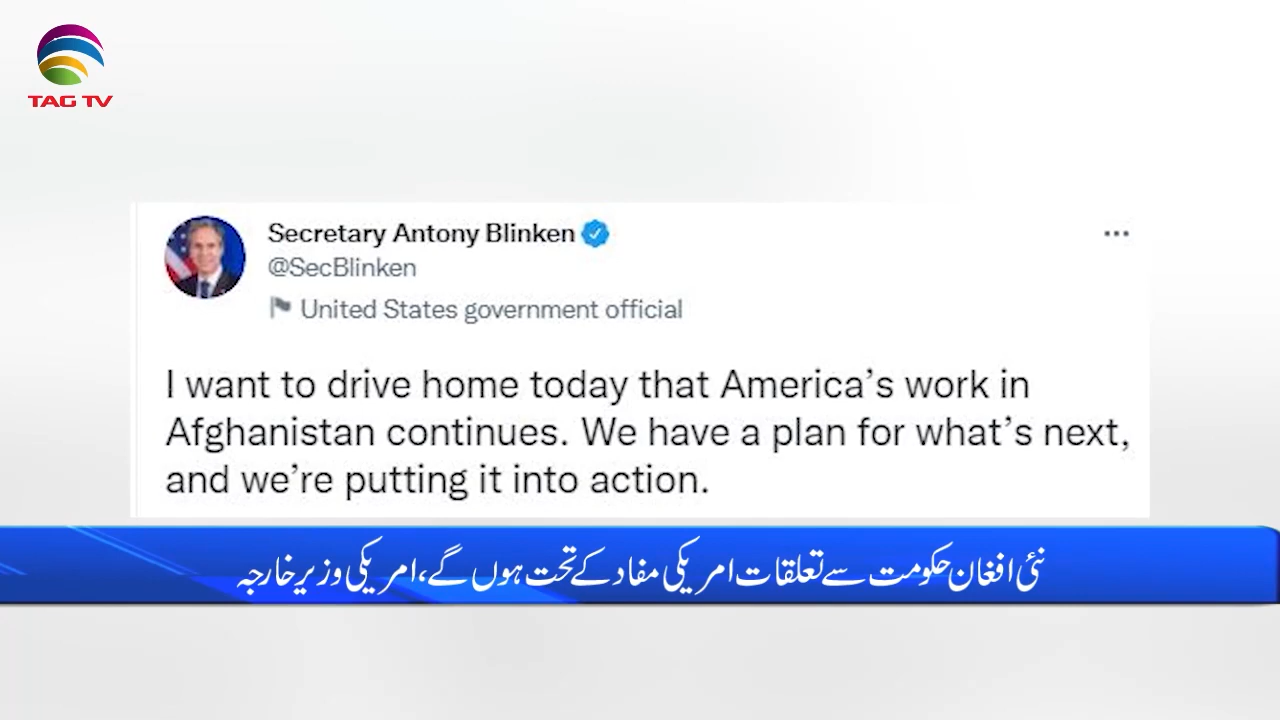 TAG TV
Secretary Antony Blinken
@SecBlinken
United States government official
I want to drive home today that America’s work in
Afghanistan continues. We have a plan for what’s next,
and we’re putting it into action.
نئی افغان حکومت سے تعلقات امریکی مفاد کے تحت ہوں گے، امریکی وزیرِ خارجہ